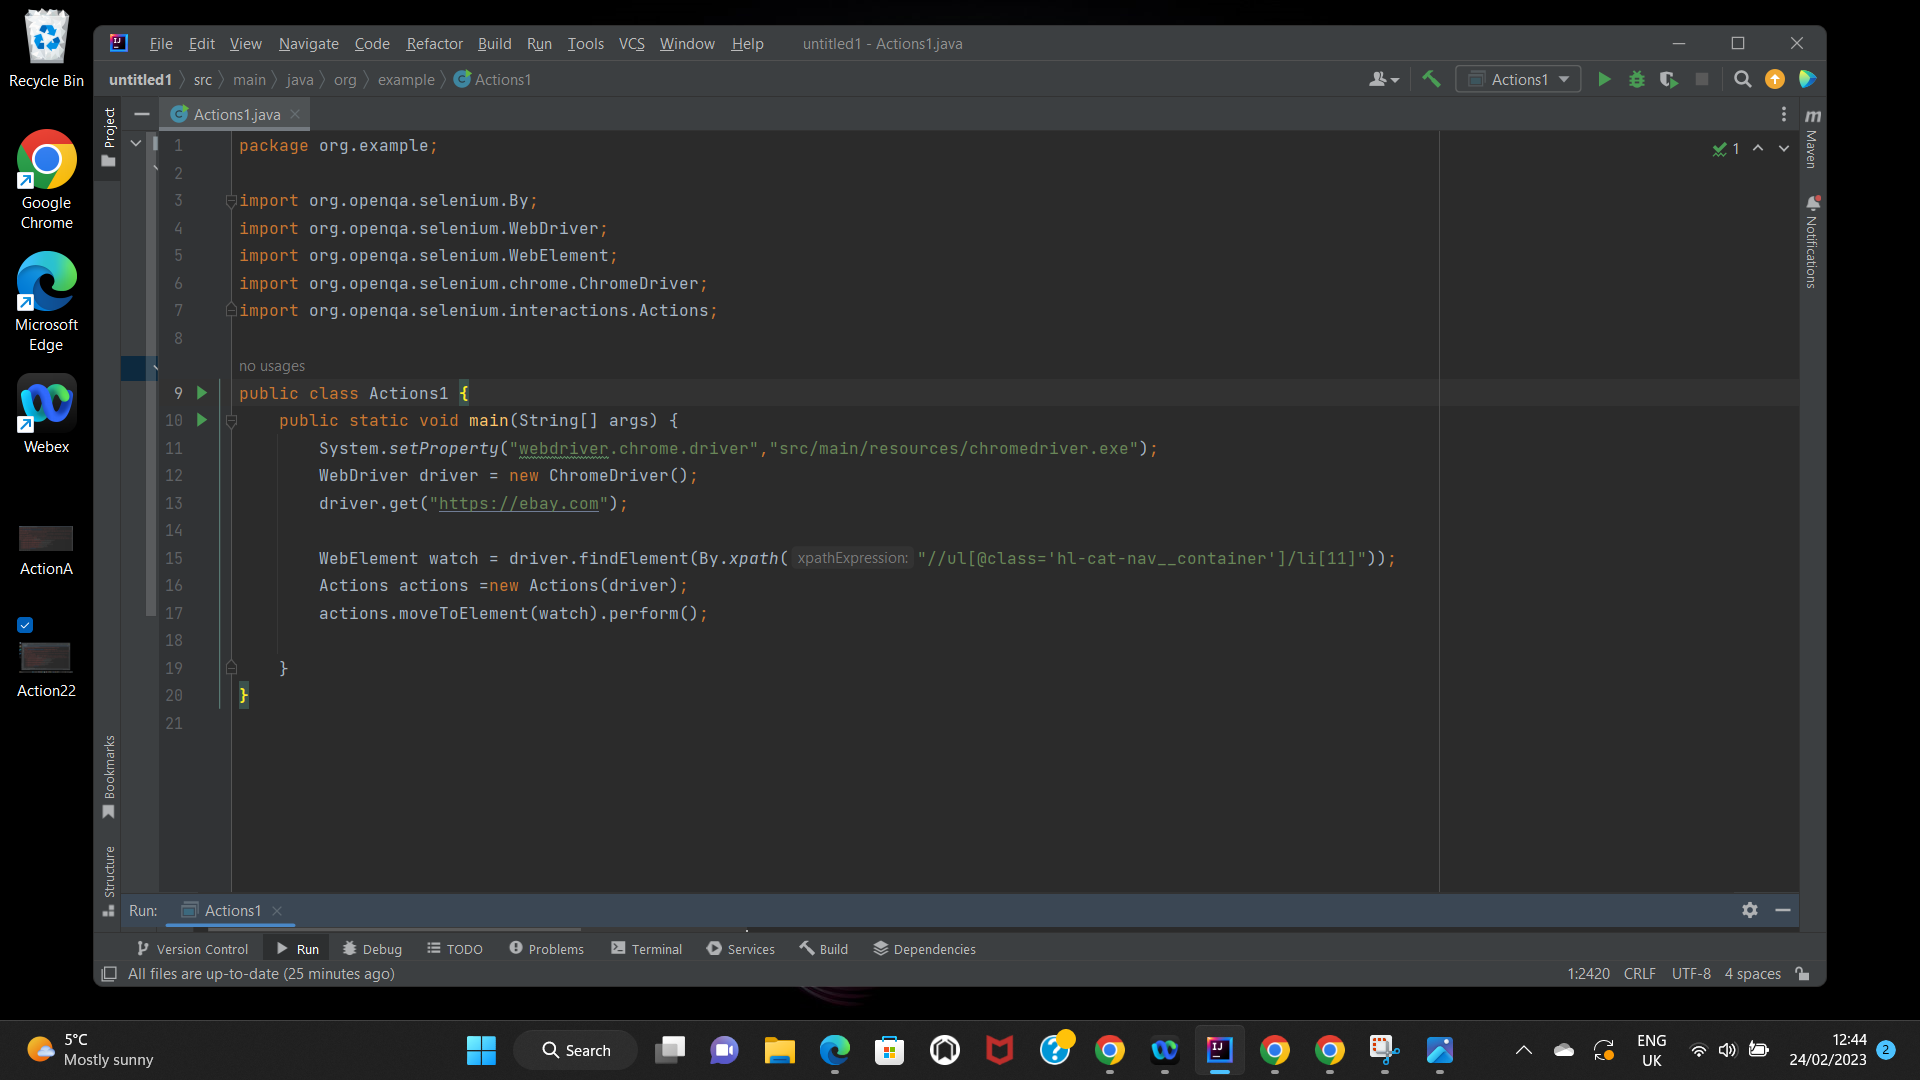 Recycle Bin
Google Chrome
Microsoft Edge
Webex
ActionA
Action22
File Edit View Navigate Code Refactor Build Run Tools VCS Window Help untitled1 - Actions1.java
untitled1 src main java org example Actions1
Actions1
Project
Actions1.java
Maven
Notifications
1
1 package org.example;
2
3 import org.openqa.selenium.By;
4 import org.openqa.selenium.WebDriver;
5 import org.openqa.selenium.WebElement;
6 import org.openqa.selenium.chrome.ChromeDriver;
7 import org.openqa.selenium.interactions.Actions;
8
no usages
9 public class Actions1 {
10 public static void main(String[] args) {
11 System.setProperty("webdriver.chrome.driver","src/main/resources/chromedriver.exe");
12 WebDriver driver = new ChromeDriver();
13 driver.get("https://ebay.com");
14
15 WebElement watch = driver.findElement(By.xpath( xpathExpression: "//ul[@class='hl-cat-nav__container']/li[11]"));
16 Actions actions =new Actions(driver);
17 actions.moveToElement(watch).perform();
18
19 }
20 }
21
Bookmarks
Structure
Run: Actions1
Version Control Run Debug TODO Problems Terminal Services Build Dependencies
All files are up-to-date (25 minutes ago)
1:2420 CRLF UTF-8 4 spaces
5°C
Mostly sunny
Search
ENG
UK
12:44
24/02/2023
2